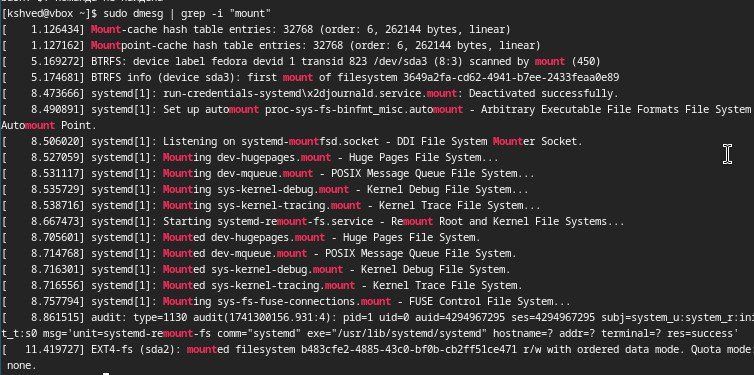 [kshved@vbox ~]$ sudo dmesg | grep -i "mount"
[    1.126434] Mount-cache hash table entries: 32768 (order: 6, 262144 bytes, linear)
[    1.127162] Mountpoint-cache hash table entries: 32768 (order: 6, 262144 bytes, linear)
[    5.169272] BTRFS: device label fedora devid 1 transid 823 /dev/sda3 (8:3) scanned by mount (450)
[    5.174681] BTRFS info (device sda3): first mount of filesystem 3649a2fa-cd62-4941-b7ee-2433feaa0e89
[    8.473666] systemd[1]: run-credentials-systemd\x2djournald.service.mount: Deactivated successfully.
[    8.490891] systemd[1]: Set up automount proc-sys-fs-binfmt_misc.automount - Arbitrary Executable File Formats File System
Automount Point.
[    8.506020] systemd[1]: Listening on systemd-mountfsd.socket - DDI File System Mounter Socket.
[    8.527059] systemd[1]: Mounting dev-hugepages.mount - Huge Pages File System...
[    8.531117] systemd[1]: Mounting dev-mqueue.mount - POSIX Message Queue File System...
[    8.535729] systemd[1]: Mounting sys-kernel-debug.mount - Kernel Debug File System...
[    8.538716] systemd[1]: Mounting sys-kernel-tracing.mount - Kernel Trace File System...
[    8.667473] systemd[1]: Starting systemd-remount-fs.service - Remount Root and Kernel File Systems...
[    8.705601] systemd[1]: Mounted dev-hugepages.mount - Huge Pages File System.
[    8.714768] systemd[1]: Mounted dev-mqueue.mount - POSIX Message Queue File System.
[    8.716301] systemd[1]: Mounted sys-kernel-debug.mount - Kernel Debug File System.
[    8.716556] systemd[1]: Mounted sys-kernel-tracing.mount - Kernel Trace File System.
[    8.757794] systemd[1]: Mounting sys-fs-fuse-connections.mount - FUSE Control File System...
[    8.861515] audit: type=1130 audit(1741300156.931:4): pid=1 uid=0 auid=4294967295 ses=4294967295 subj=system_u:system_r:ini
t_t:s0 msg='unit=systemd-remount-fs comm="systemd" exe="/usr/lib/systemd/systemd" hostname=? addr=? terminal=? res=success'
[   11.419727] EXT4-fs (sda2): mounted filesystem b483cfe2-4885-43c0-bf0b-cb2ff51ce471 r/w with ordered data mode. Quota mode:
none.